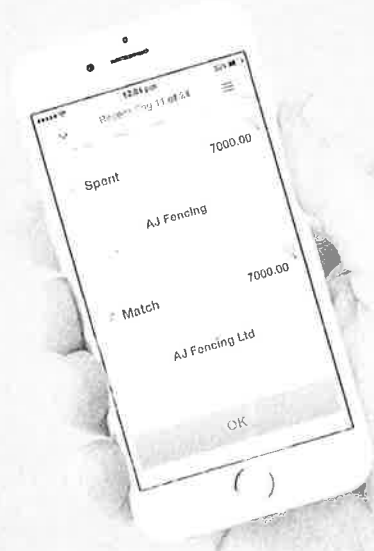 7000.00
Spent
AJ Fencing
7000.00
Match
AJ Fencing Ltd
OK